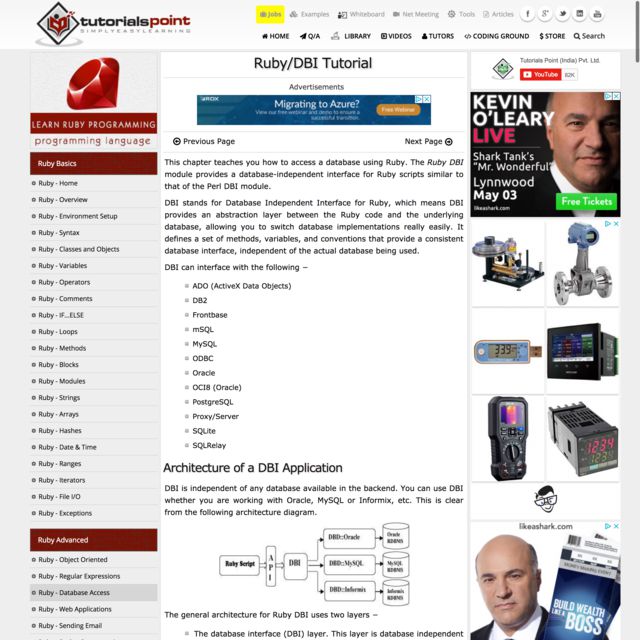 tutorialspoint
SIMPLYEASYLEARNING
Jobs
Examples
Whiteboard
Net Meeting
Tools
Articles
HOME
Q/A
LIBRARY
VIDEOS
TUTORS
CODING GROUND
STORE
Search
LEARN RUBY PROGRAMMING
programming language
Ruby Basics
Ruby - Home
Ruby - Overview
Ruby - Environment Setup
Ruby - Syntax
Ruby - Classes and Objects
Ruby - Variables
Ruby - Operators
Ruby - Comments
Ruby - IF...ELSE
Ruby - Loops
Ruby - Methods
Ruby - Blocks
Ruby - Modules
Ruby - Strings
Ruby - Arrays
Ruby - Hashes
Ruby - Date & Time
Ruby - Ranges
Ruby - Iterators
Ruby - File I/O
Ruby - Exceptions
Ruby Advanced
Ruby - Object Oriented
Ruby - Regular Expressions
Ruby - Database Access
Ruby - Web Applications
Ruby - Sending Email
Ruby/DBI Tutorial
Advertisements
Migrating to Azure?
View our free webinar and demo to ensure a
successful transition.
Free Webinar
Previous Page
Next Page
This chapter teaches you how to access a database using Ruby. The Ruby DBI
module provides a database-independent interface for Ruby scripts similar to
that of the Perl DBI module.
DBI stands for Database Independent Interface for Ruby, which means DBI
provides an abstraction layer between the Ruby code and the underlying
database, allowing you to switch database implementations really easily. It
defines a set of methods, variables, and conventions that provide a consistent
database interface, independent of the actual database being used.
DBI can interface with the following −
ADO (ActiveX Data Objects)
DB2
Frontbase
mSQL
MySQL
ODBC
Oracle
OCI8 (Oracle)
PostgreSQL
Proxy/Server
SQLite
SQLRelay
Architecture of a DBI Application
DBI is independent of any database available in the backend. You can use DBI
whether you are working with Oracle, MySQL or Informix, etc. This is clear
from the following architecture diagram.
Ruby Script
API
DBI
DBD::Oracle
DBD::MySQL
DBD::Informix
Oracle
RDBMS
MySQL
RDBMS
Informix
RDBMS
The general architecture for Ruby DBI uses two layers −
The database interface (DBI) layer. This layer is database independent
Tutorials Point (India) Pvt. Ltd.
YouTube
82K
KEVIN
O'LEARY
LIVE
Shark Tank's
"Mr. Wonderful"
Lynnwood
MAY 03
likeashark.com
Free Tickets
likeashark.com
BUILD WEALTH
LIKE A
BOSS